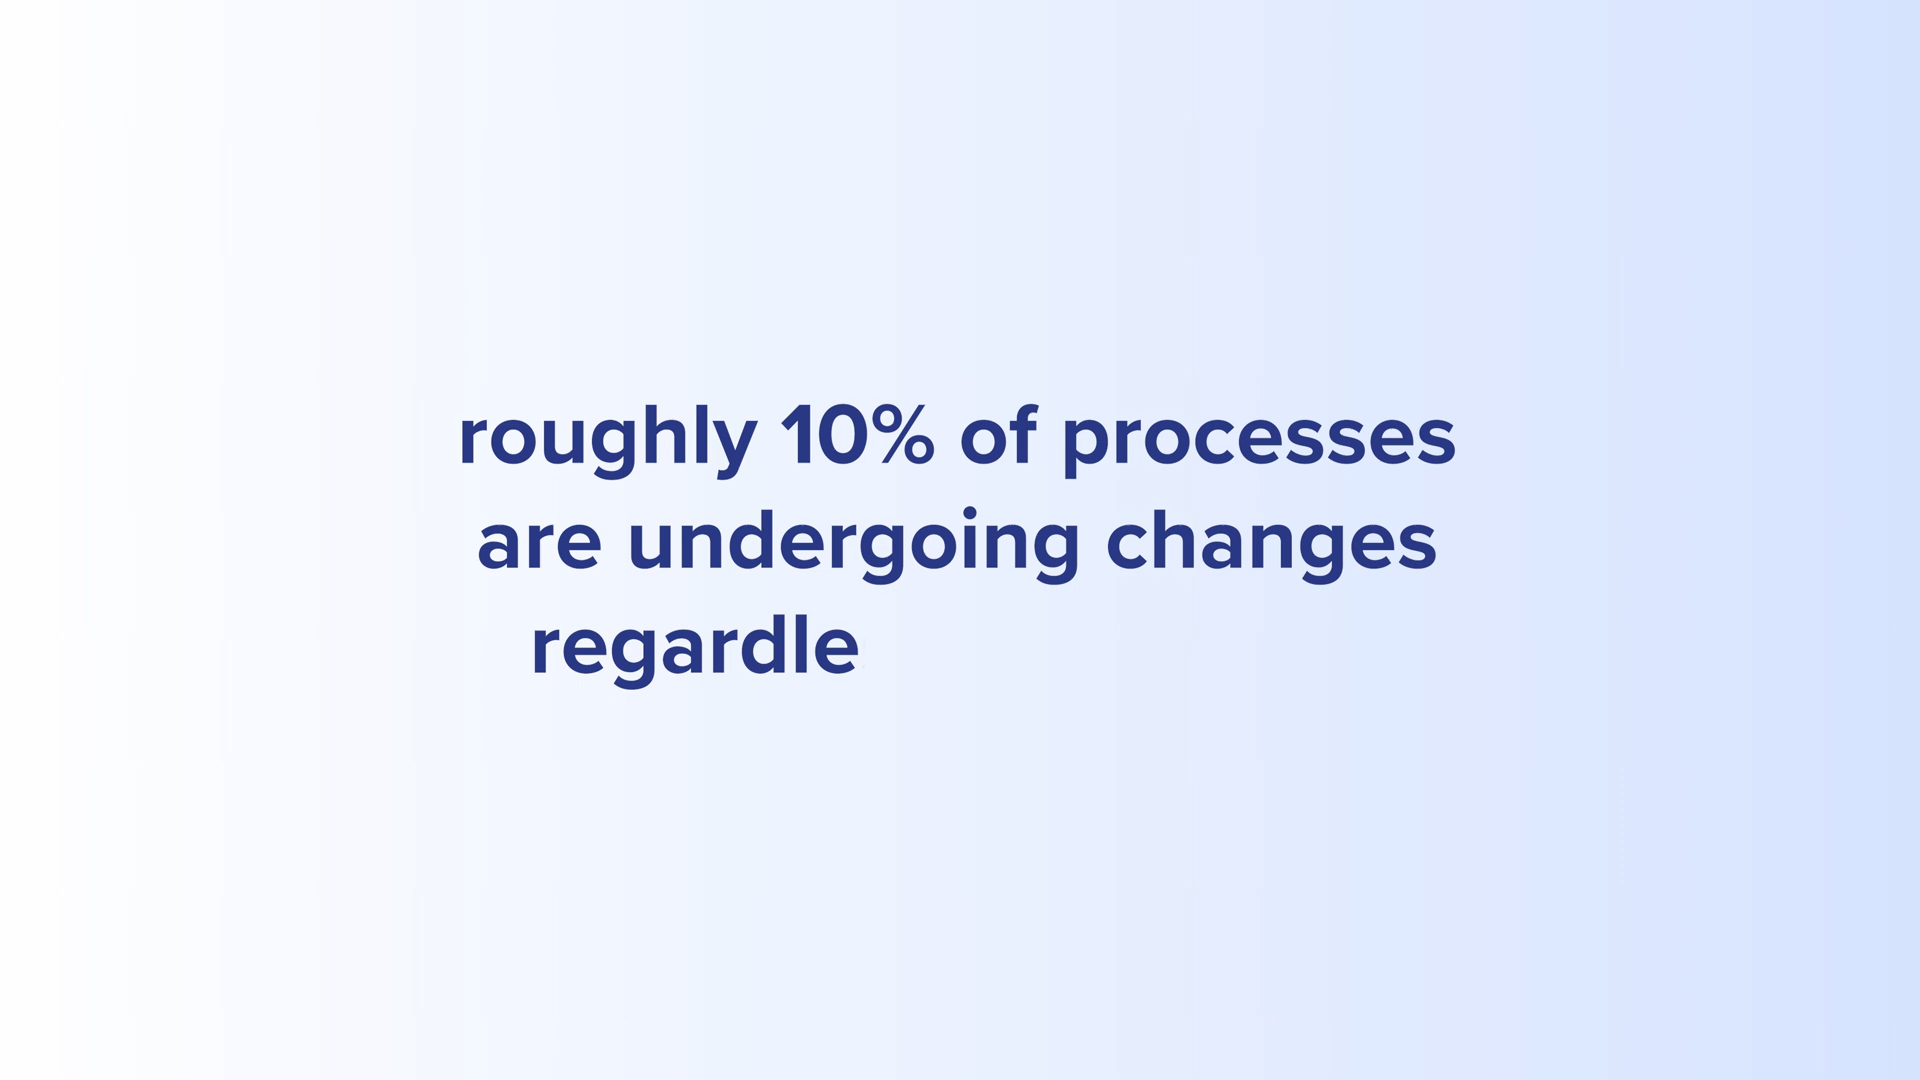 roughly 10% of processes
are undergoing changes
regardle